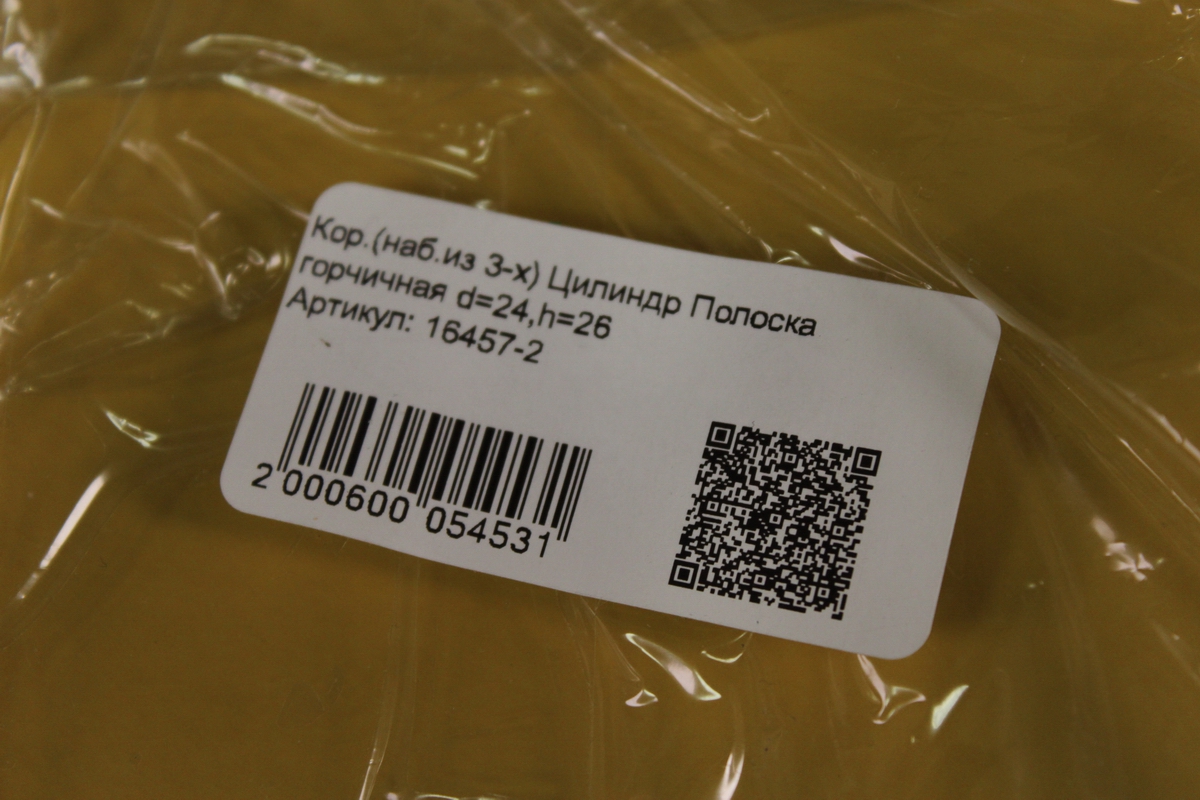 Кор.(наб.из 3-х) Цилиндр Полоска
горчичная d=24,h=26
Артикул: 16457-2
2 000600 054531